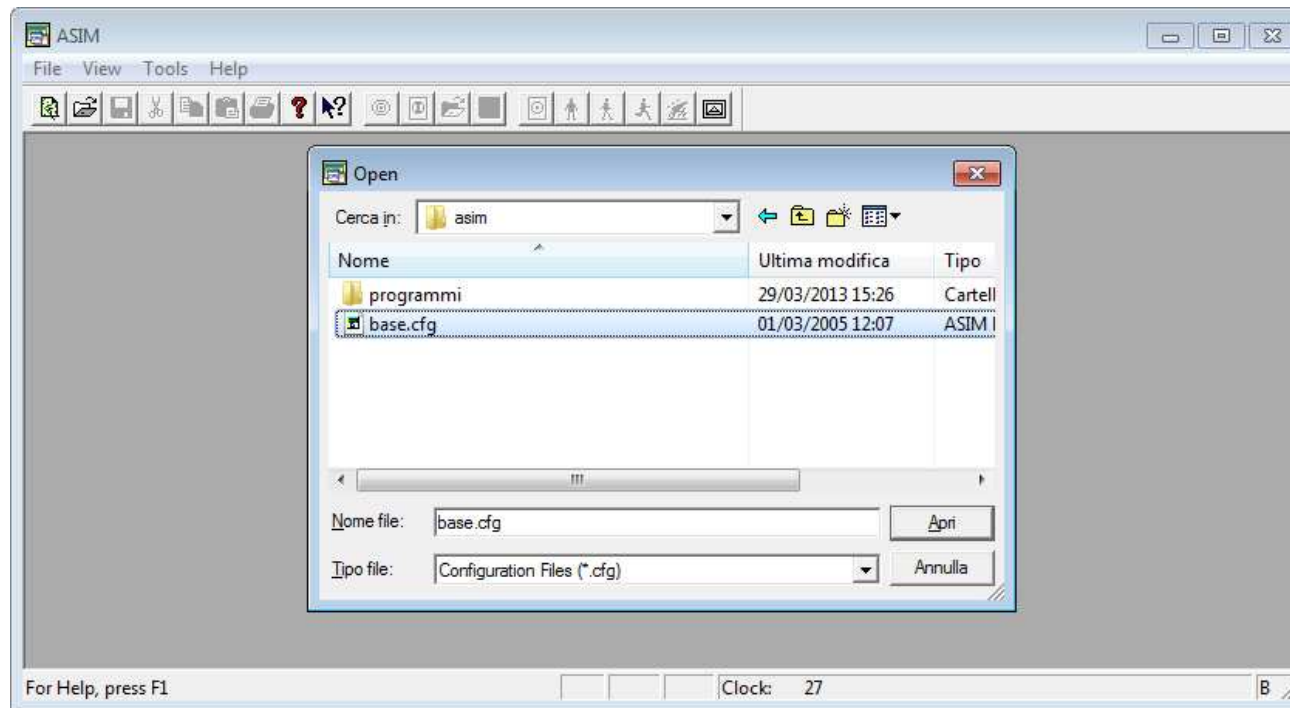 ASIM
File View Tools Help
Open
Cerca in: asim
Nome Ultima modifica Tipo
programmi 29/03/2013 15:26 Cartell
base.cfg 01/03/2005 12:07 ASIM
Nome file: base.cfg Apri
Tipo file: Configuration Files (*.cfg) Annulla
For Help, press F1 Clock: 27 B